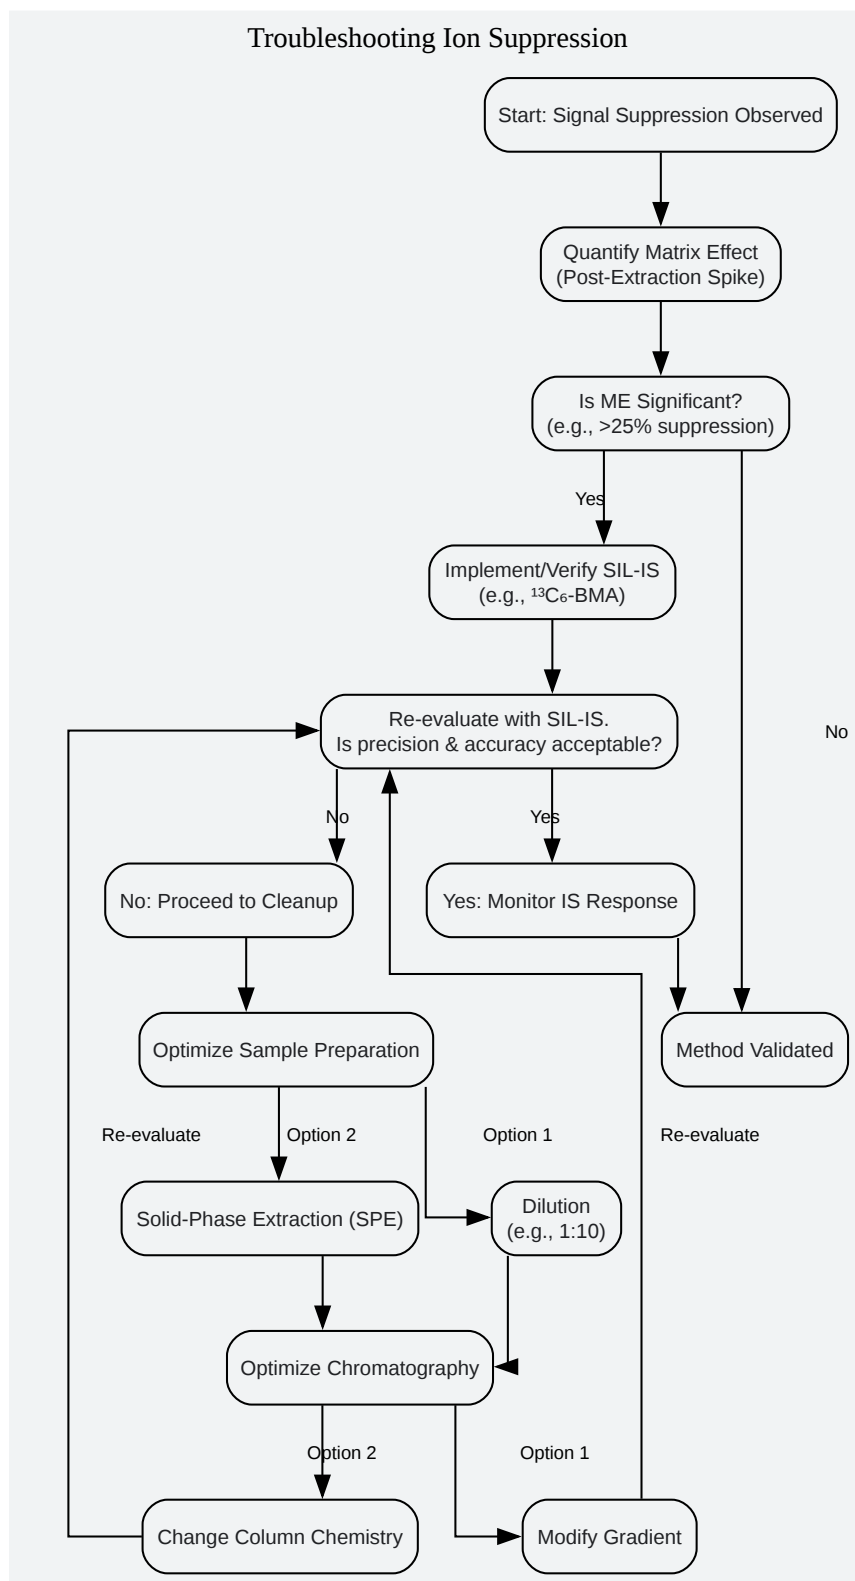 Troubleshooting Ion Suppression
Start: Signal Suppression Observed
Quantify Matrix Effect
(Post-Extraction Spike)
Is ME Significant?
(e.g., >25% suppression)
Yes
Implement/Verify SIL-IS
(e.g., ¹³C₆-BMA)
Re-evaluate with SIL-IS.
Is precision & accuracy acceptable?
No
No
Yes
No: Proceed to Cleanup
Yes: Monitor IS Response
Optimize Sample Preparation
Method Validated
Re-evaluate
Option 2
Option 1
Re-evaluate
Solid-Phase Extraction (SPE)
Dilution
(e.g., 1:10)
Optimize Chromatography
Option 2
Option 1
Change Column Chemistry
Modify Gradient